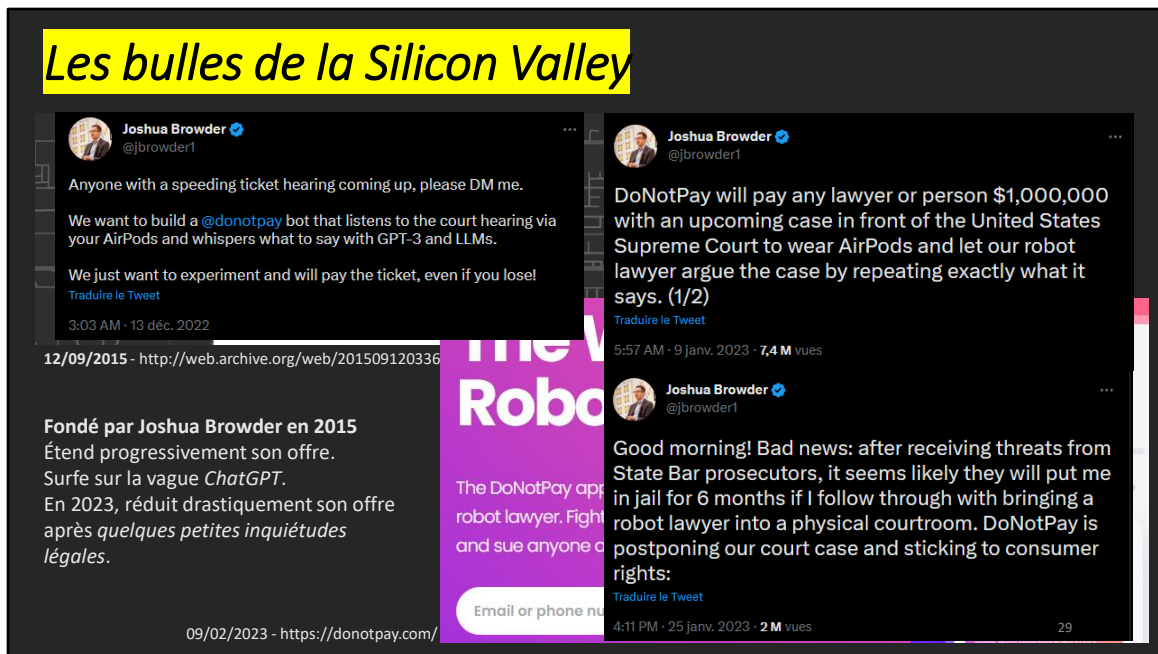 Les bulles de la Silicon Valley
Joshua Browder
@jbrowder1
Anyone with a speeding ticket hearing coming up, please DM me.
We want to build a @donotpay bot that listens to the court hearing via
your AirPods and whispers what to say with GPT-3 and LLMs.
We just want to experiment and will pay the ticket, even if you lose!
Traduire le Tweet
3:03 AM · 13 déc. 2022
12/09/2015 - http://web.archive.org/web/201509120336
Fondé par Joshua Browder en 2015
Étend progressivement son offre.
Surfe sur la vague ChatGPT.
En 2023, réduit drastiquement son offre
après quelques petites inquiétudes
légales.
09/02/2023 - https://donotpay.com/
The
Robo
The DoNotPay app
robot lawyer. Fight
and sue anyone a
Email or phone nu
Joshua Browder
@jbrowder1
DoNotPay will pay any lawyer or person $1,000,000
with an upcoming case in front of the United States
Supreme Court to wear AirPods and let our robot
lawyer argue the case by repeating exactly what it
says. (1/2)
Traduire le Tweet
5:57 AM · 9 janv. 2023 · 7,4 M vues
Joshua Browder
@jbrowder1
Good morning! Bad news: after receiving threats from
State Bar prosecutors, it seems likely they will put me
in jail for 6 months if I follow through with bringing a
robot lawyer into a physical courtroom. DoNotPay is
postponing our court case and sticking to consumer
rights:
Traduire le Tweet
4:11 PM · 25 janv. 2023 · 2 M vues
29